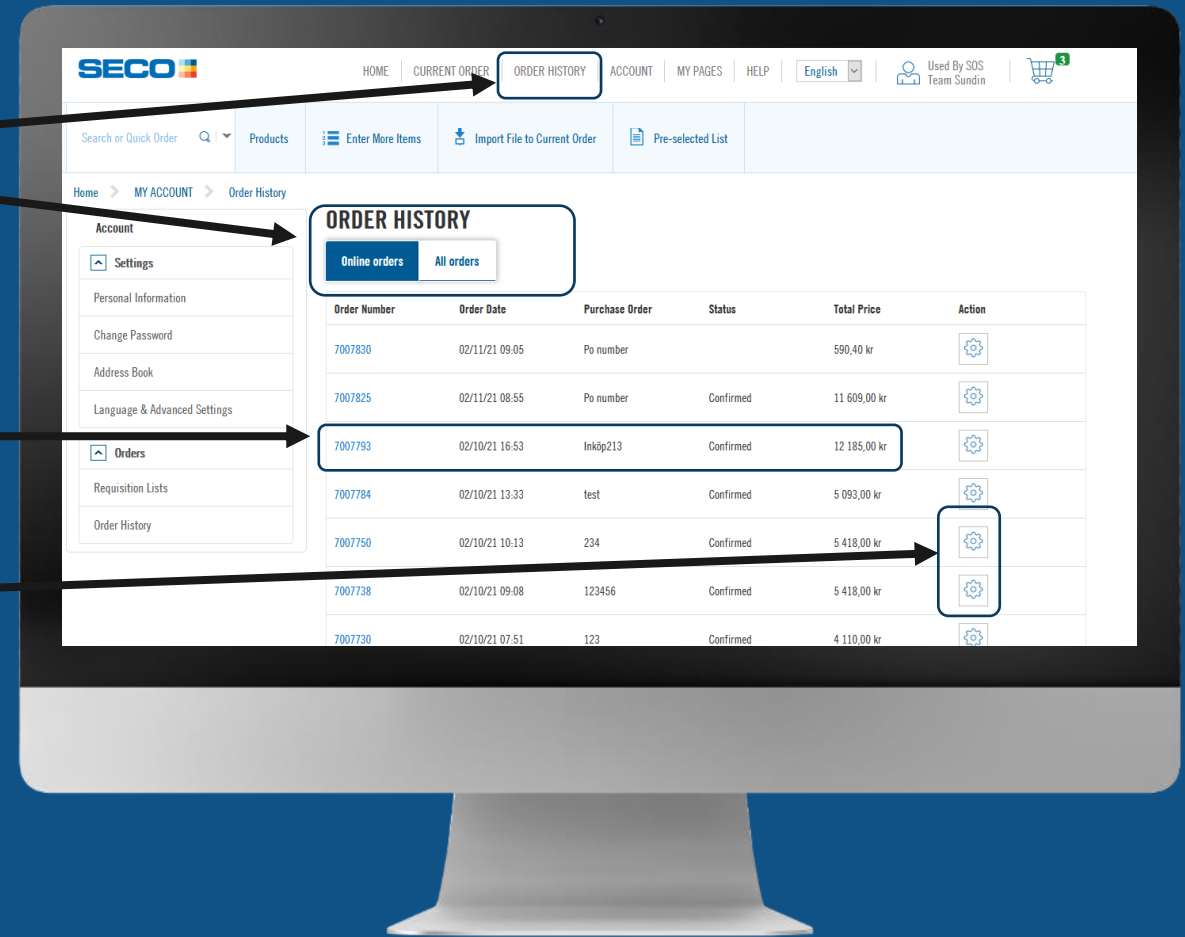 SECO
HOME CURRENT ORDER ORDER HISTORY ACCOUNT MY PAGES HELP English Used By SOS Team Sundin 3
Search or Quick Order Products Enter More Items Import File to Current Order Pre-selected List
Home MY ACCOUNT Order History
Account
Settings
Personal Information
Change Password
Address Book
Language & Advanced Settings
Orders
Requisition Lists
Order History
ORDER HISTORY
Online orders All orders
Order Number Order Date Purchase Order Status Total Price Action
7007830 02/11/21 09:05 Po number 590,40 kr
7007825 02/11/21 08:55 Po number Confirmed 11 609,00 kr
7007793 02/10/21 16:53 Inköp213 Confirmed 12 185,00 kr
7007784 02/10/21 13:33 test Confirmed 5 093,00 kr
7007750 02/10/21 10:13 234 Confirmed 5 418,00 kr
7007738 02/10/21 09:08 123456 Confirmed 5 418,00 kr
7007730 02/10/21 07:51 123 Confirmed 4 110,00 kr